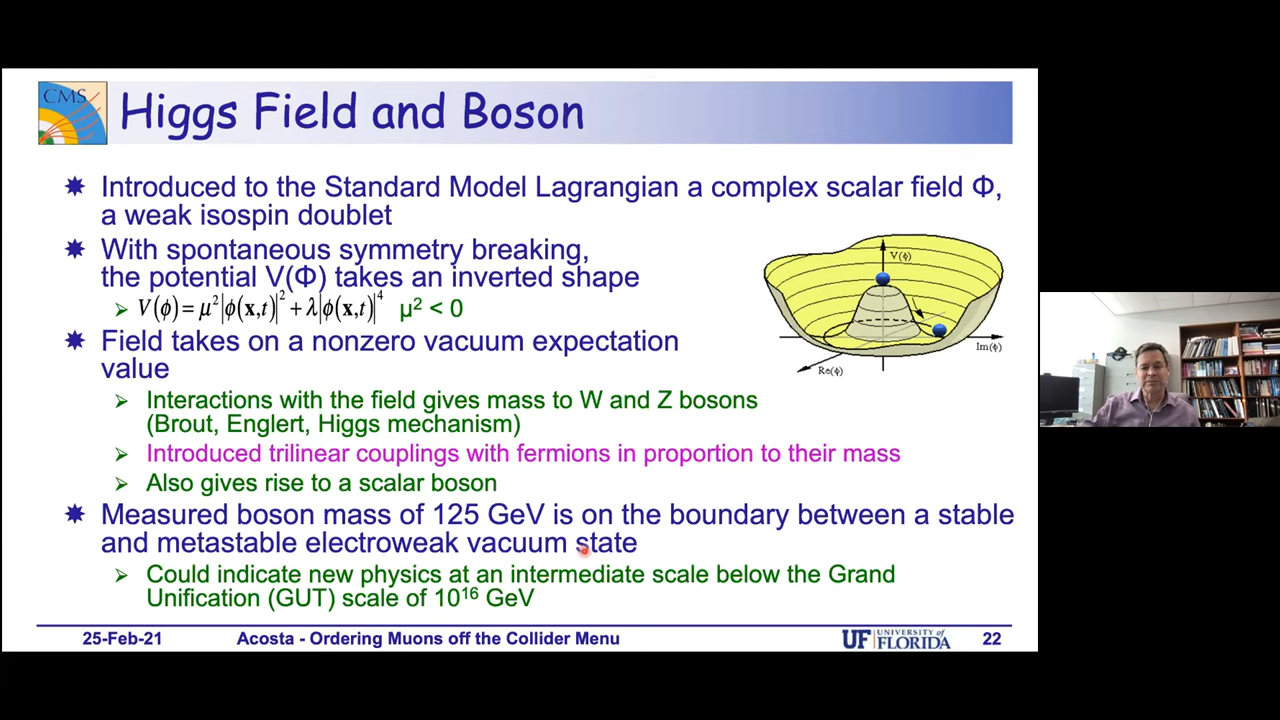 CMS
Higgs Field and Boson
Introduced to the Standard Model Lagrangian a complex scalar field Φ,
a weak isospin doublet
With spontaneous symmetry breaking,
the potential V(Φ) takes an inverted shape
V(ϕ) = μ²|ϕ(x,t)|² + λ|ϕ(x,t)|⁴ μ² < 0
V(ϕ)
Im(ϕ)
Re(ϕ)
Field takes on a nonzero vacuum expectation
value
Interactions with the field gives mass to W and Z bosons
(Brout, Englert, Higgs mechanism)
Introduced trilinear couplings with fermions in proportion to their mass
Also gives rise to a scalar boson
Measured boson mass of 125 GeV is on the boundary between a stable
and metastable electroweak vacuum state
Could indicate new physics at an intermediate scale below the Grand
Unification (GUT) scale of 10¹⁶ GeV
25-Feb-21
Acosta - Ordering Muons off the Collider Menu
UF UNIVERSITY of
FLORIDA
22